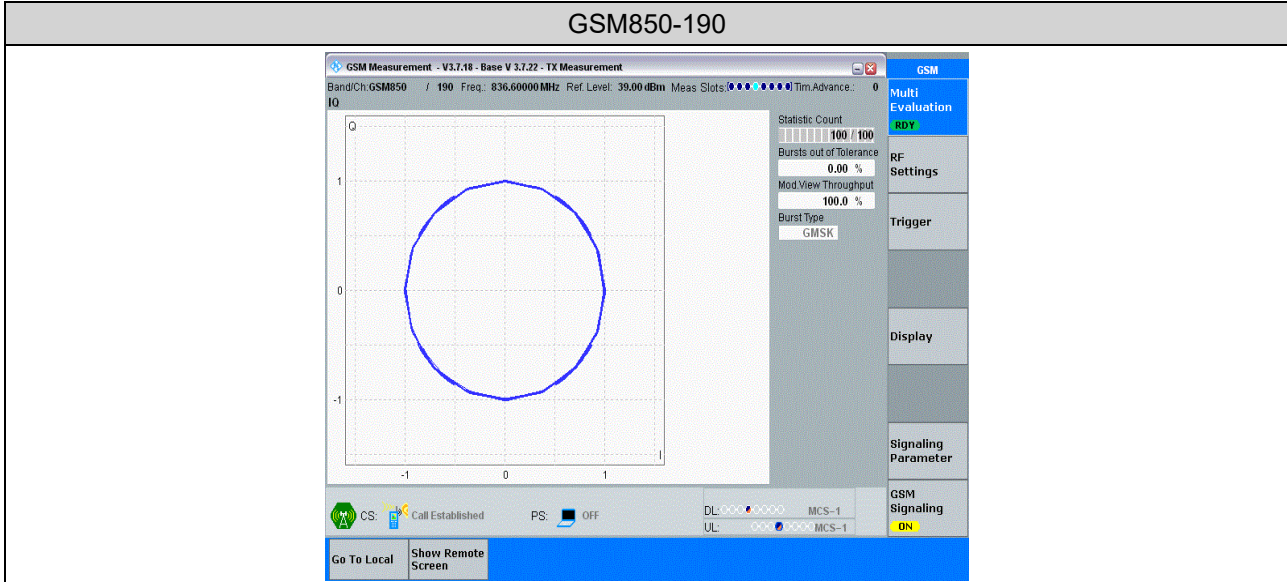 GSM850-190
GSM Measurement - V3.7.18 - Base V 3.7.22 - TX Measurement
GSM
Band/Ch:GSM850 / 190 Freq.: 836.60000 MHz Ref. Level: 39.00 dBm Meas Slots: Tim.Advance.: 0
IQ
Multi
Evaluation
RDY
Q
Statistic Count
100 / 100
Bursts out of Tolerance
0.00 %
Mod.View Throughput
100.0 %
Burst Type
GMSK
RF
Settings
Trigger
Display
Signaling
Parameter
GSM
Signaling
ON
1
0
-1
I
-1 0 1
CS: Call Established PS: OFF
DL: MCS-1
UL: MCS-1
Go To Local
Show Remote
Screen